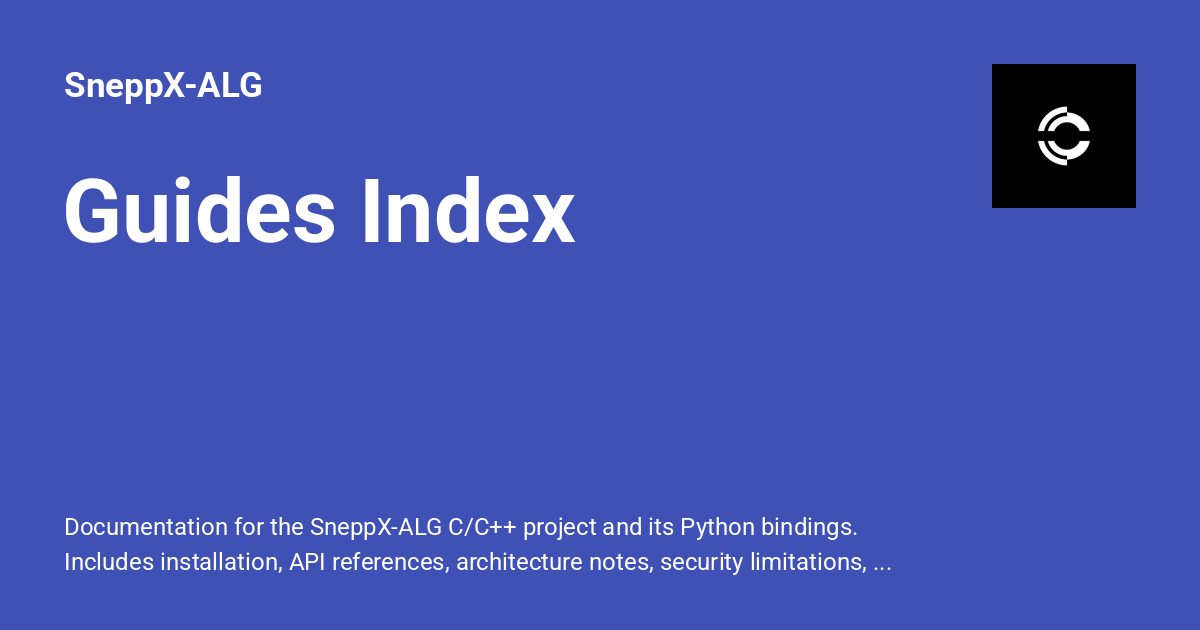 SneppX-ALG
Guides Index
Documentation for the SneppX-ALG C/C++ project and its Python bindings.
Includes installation, API references, architecture notes, security limitations, ...